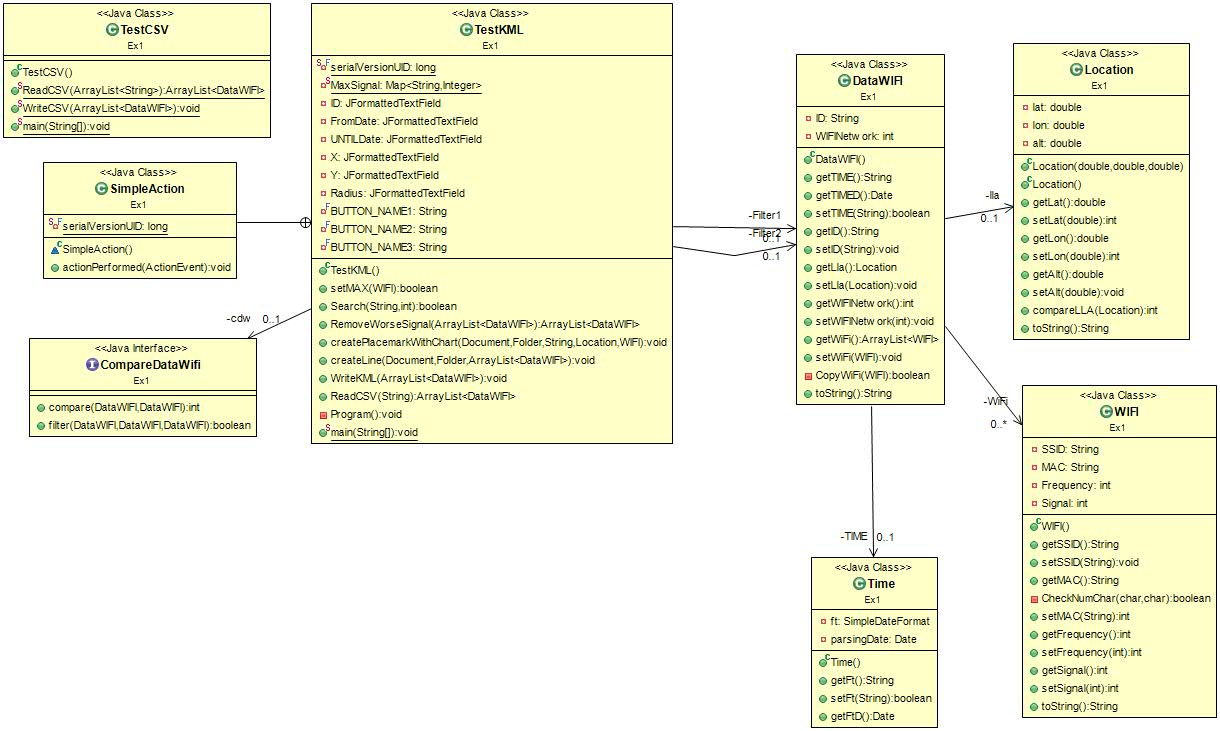 <<Java Class>>
TestCSV
Ex1
TestCSV()
ReadCSV(ArrayList<String>):ArrayList<DataWIFI>
WriteCSV(ArrayList<DataWIFI>):void
main(String[]):void
<<Java Class>>
SimpleAction
Ex1
serialVersionUID: long
SimpleAction()
actionPerformed(ActionEvent):void
<<Java Interface>>
CompareDataWifi
Ex1
compare(DataWIFI,DataWIFI):int
filter(DataWIFI,DataWIFI,DataWIFI):boolean
-cdw 0..1
<<Java Class>>
TestKML
Ex1
serialVersionUID: long
MaxSignal: Map<String,Integer>
ID: JFormattedTextField
FromDate: JFormattedTextField
UNTILDate: JFormattedTextField
X: JFormattedTextField
Y: JFormattedTextField
Radius: JFormattedTextField
BUTTON_NAME1: String
BUTTON_NAME2: String
BUTTON_NAME3: String
TestKML()
setMAX(WIFI):boolean
Search(String,int):boolean
RemoveWorseSignal(ArrayList<DataWIFI>):ArrayList<DataWIFI>
createPlacemarkWithChart(Document,Folder,String,Location,WIFI):void
createLine(Document,Folder,ArrayList<DataWIFI>):void
WriteKML(ArrayList<DataWIFI>):void
ReadCSV(String):ArrayList<DataWIFI>
Program():void
main(String[]):void
-Filter1
-Filter2
0..1
0..1
<<Java Class>>
DataWIFI
Ex1
ID: String
WIFINetw ork: int
DataWIFI()
getTIME():String
getTIMED():Date
setTIME(String):boolean
getID():String
setID(String):void
getLla():Location
setLla(Location):void
getWIFINetw ork():int
setWIFINetw ork(int):void
getWiFi():ArrayList<WIFI>
setWiFi(WIFI):void
CopyWiFi(WIFI):boolean
toString():String
-lla
0..1
-WiFi
0..*
-TIME 0..1
<<Java Class>>
Time
Ex1
ft: SimpleDateFormat
parsingDate: Date
Time()
getFt():String
setFt(String):boolean
getFtD():Date
<<Java Class>>
Location
Ex1
lat: double
lon: double
alt: double
Location(double,double,double)
Location()
getLat():double
setLat(double):int
getLon():double
setLon(double):int
getAlt():double
setAlt(double):void
compareLLA(Location):int
toString():String
<<Java Class>>
WIFI
Ex1
SSID: String
MAC: String
Frequency: int
Signal: int
WIFI()
getSSID():String
setSSID(String):void
getMAC():String
CheckNumChar(char,char):boolean
setMAC(String):int
getFrequency():int
setFrequency(int):int
getSignal():int
setSignal(int):int
toString():String